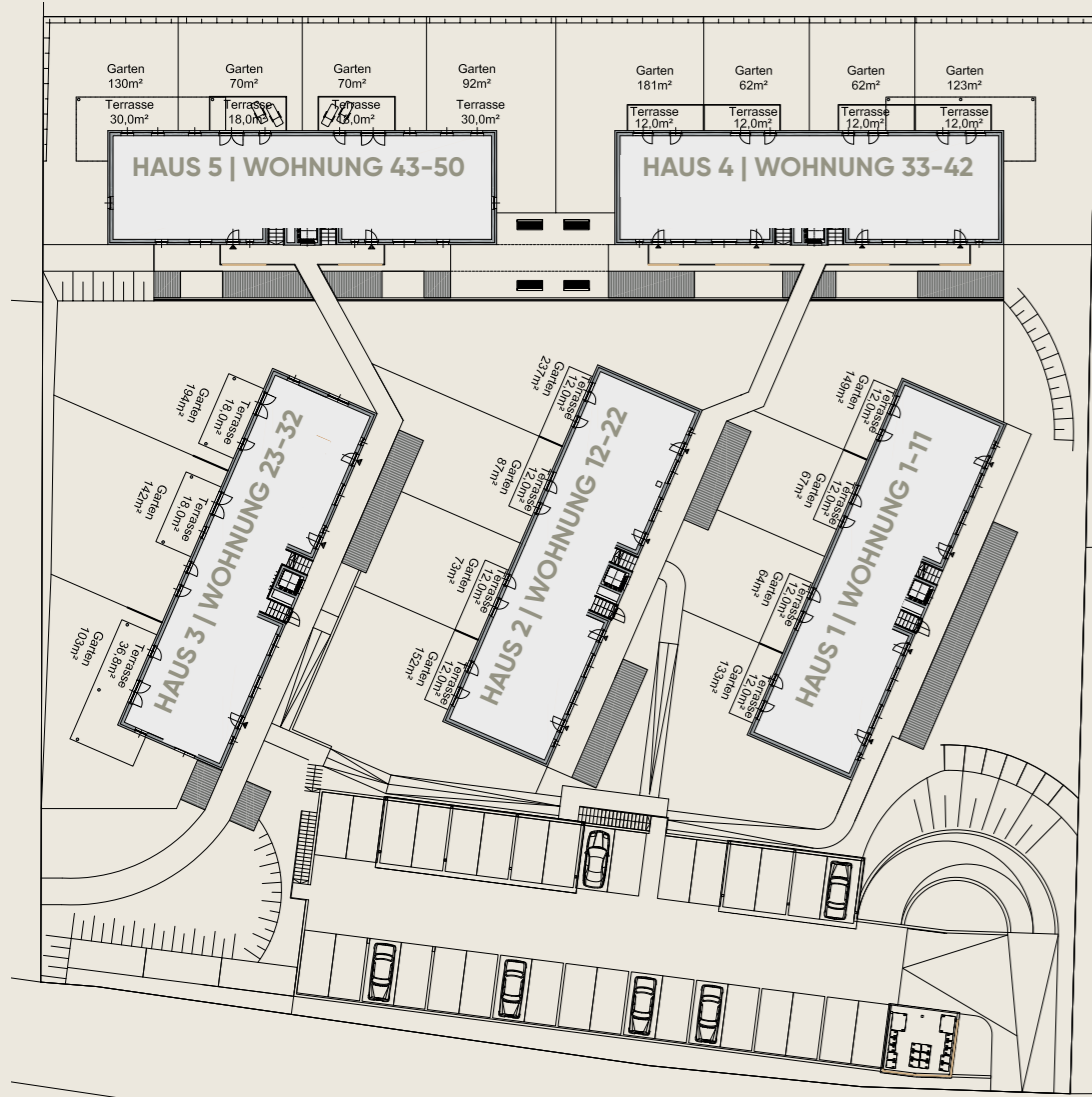 Garten
130m²
Terrasse
30,0m²
Garten
70m²
Terrasse
18,0m²
Garten
70m²
Terrasse
18,0m²
Garten
92m²
Terrasse
30,0m²
Garten
181m²
Terrasse
12,0m²
Garten
62m²
Terrasse
12,0m²
Garten
62m²
Terrasse
12,0m²
Garten
123m²
Terrasse
12,0m²
HAUS 5 | WOHNUNG 43-50
HAUS 4 | WOHNUNG 33-42
Garten
194m²
Terrasse
18,0m²
Garten
142m²
Terrasse
18,0m²
Garten
103m²
Terrasse
36,8m²
HAUS 3 | WOHNUNG 23-32
Garten
237m²
Terrasse
12,0m²
Garten
87m²
Terrasse
12,0m²
Garten
73m²
Terrasse
12,0m²
Garten
152m²
Terrasse
12,0m²
HAUS 2 | WOHNUNG 12-22
Garten
149m²
Terrasse
12,0m²
Garten
67m²
Terrasse
12,0m²
Garten
64m²
Terrasse
12,0m²
Garten
133m²
Terrasse
12,0m²
HAUS 1 | WOHNUNG 1-11